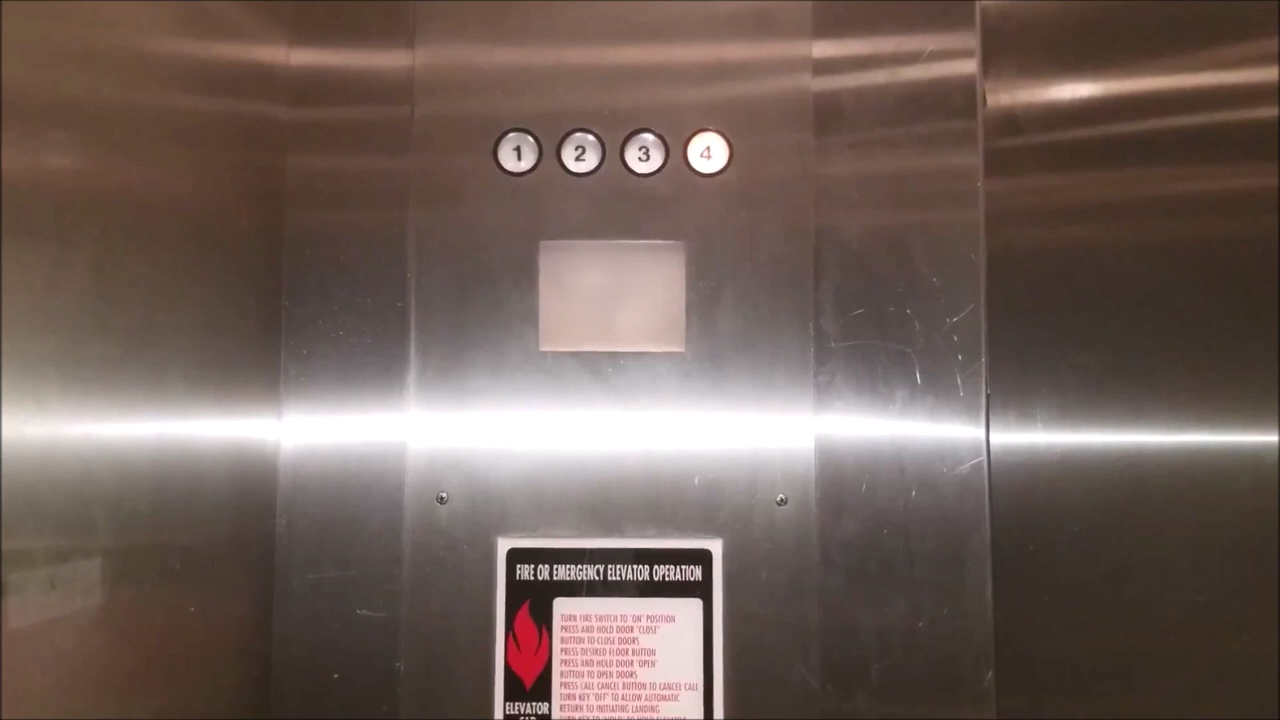 1 2 3 4
FIRE OR EMERGENCY ELEVATOR OPERATION
TURN FIRE SWITCH TO "ON" POSITION
PRESS AND HOLD DOOR "CLOSE"
BUTTON TO CLOSE DOORS
PRESS DESIRED FLOOR BUTTON
PRESS AND HOLD DOOR "OPEN"
BUTTON TO OPEN DOORS
PRESS CALL CANCEL BUTTON TO CANCEL CALL
TURN KEY "OFF" TO ALLOW AUTOMATIC
RETURN TO INITIATING LANDING
ELEVATOR